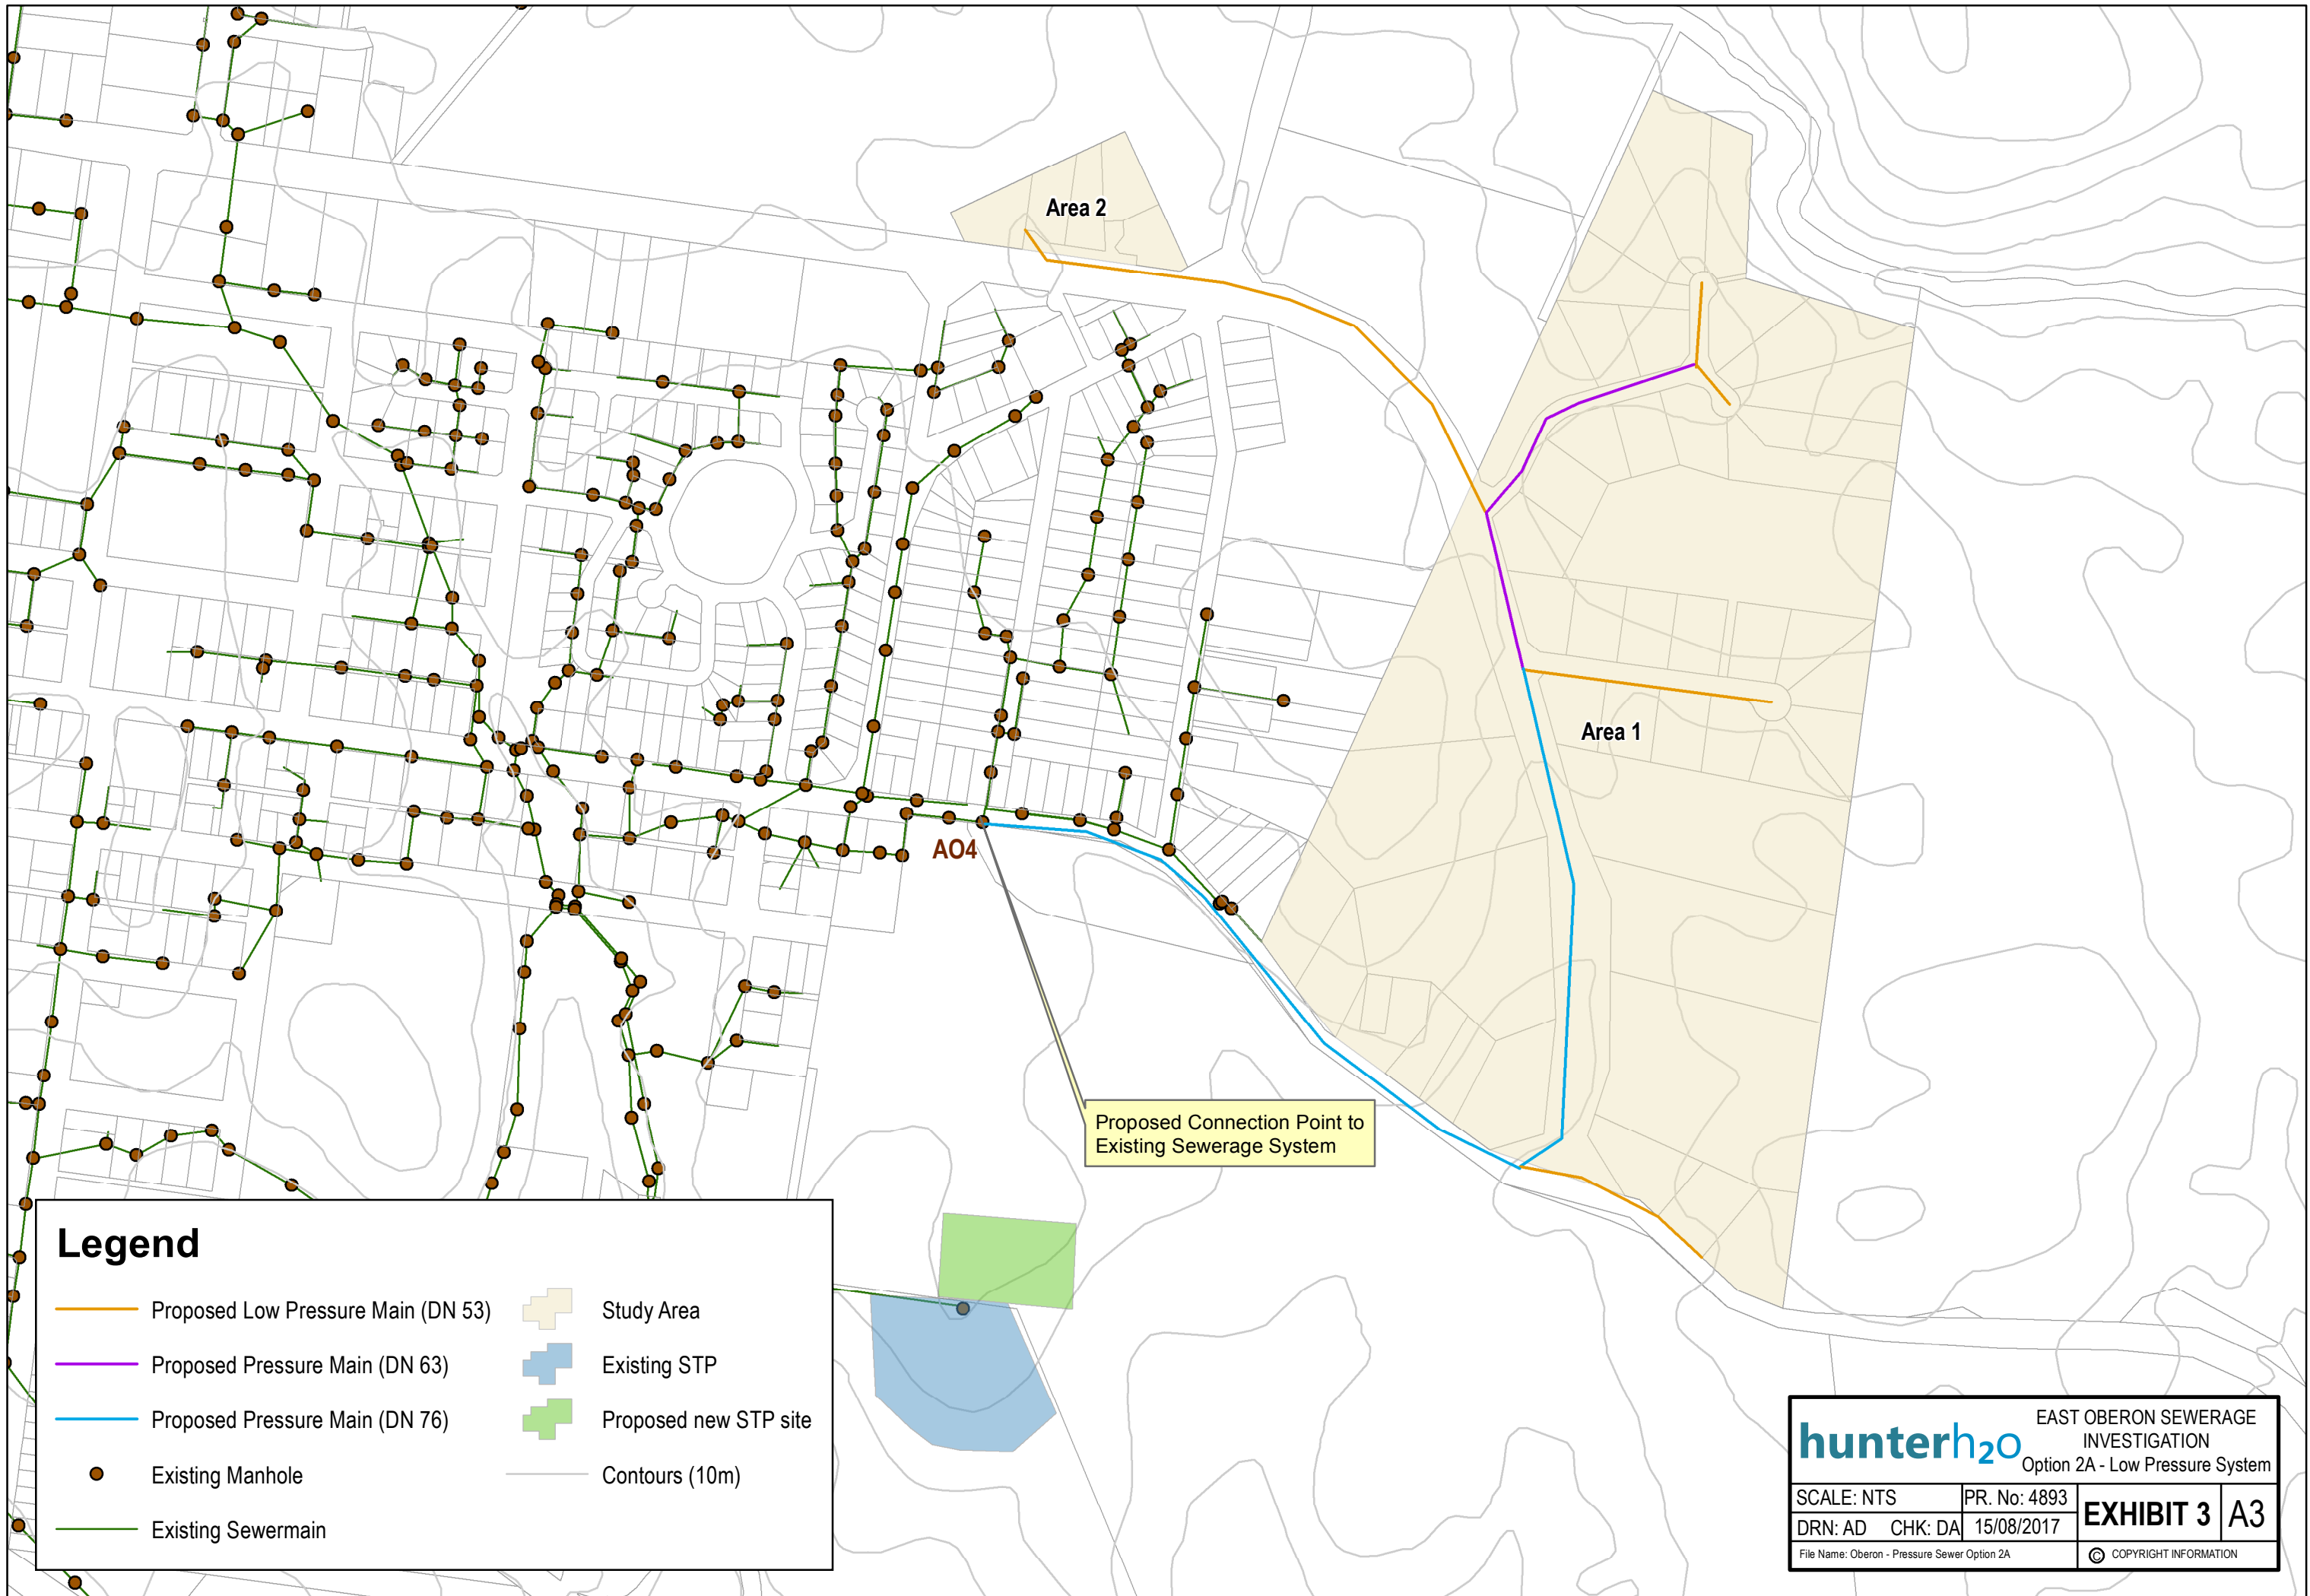 Area 2
Area 1
AO4
Proposed Connection Point to
Existing Sewerage System
Legend
Proposed Low Pressure Main (DN 53)
Proposed Pressure Main (DN 63)
Proposed Pressure Main (DN 76)
Existing Manhole
Existing Sewermain
Study Area
Existing STP
Proposed new STP site
Contours (10m)
hunterh2o
EAST OBERON SEWERAGE
INVESTIGATION
Option 2A - Low Pressure System
SCALE: NTS
PR. No: 4893
DRN: AD CHK: DA
15/08/2017
EXHIBIT 3
A3
File Name: Oberon - Pressure Sewer Option 2A
© COPYRIGHT INFORMATION